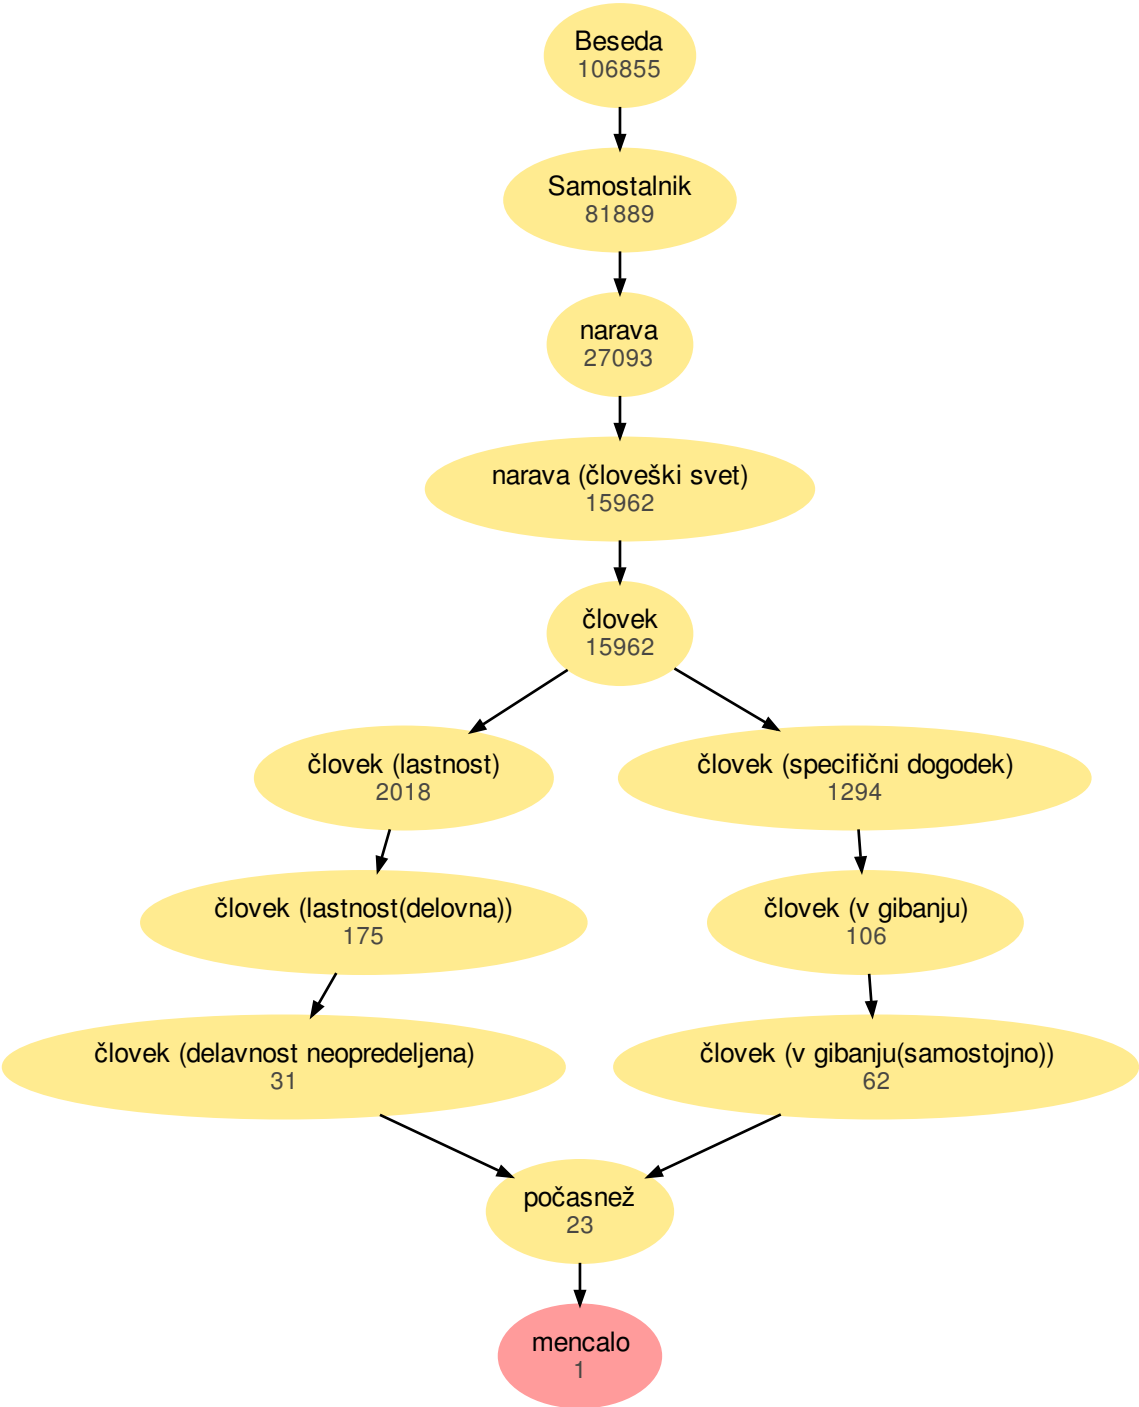 Beseda
106855
Samostalnik
81889
narava
27093
narava (človeški svet)
15962
človek
15962
človek (lastnost)
2018
človek (specifični dogodek)
1294
človek (lastnost(delovna))
175
človek (v gibanju)
106
človek (delavnost neopredeljena)
31
človek (v gibanju(samostojno))
62
počasnež
23
mencalo
1